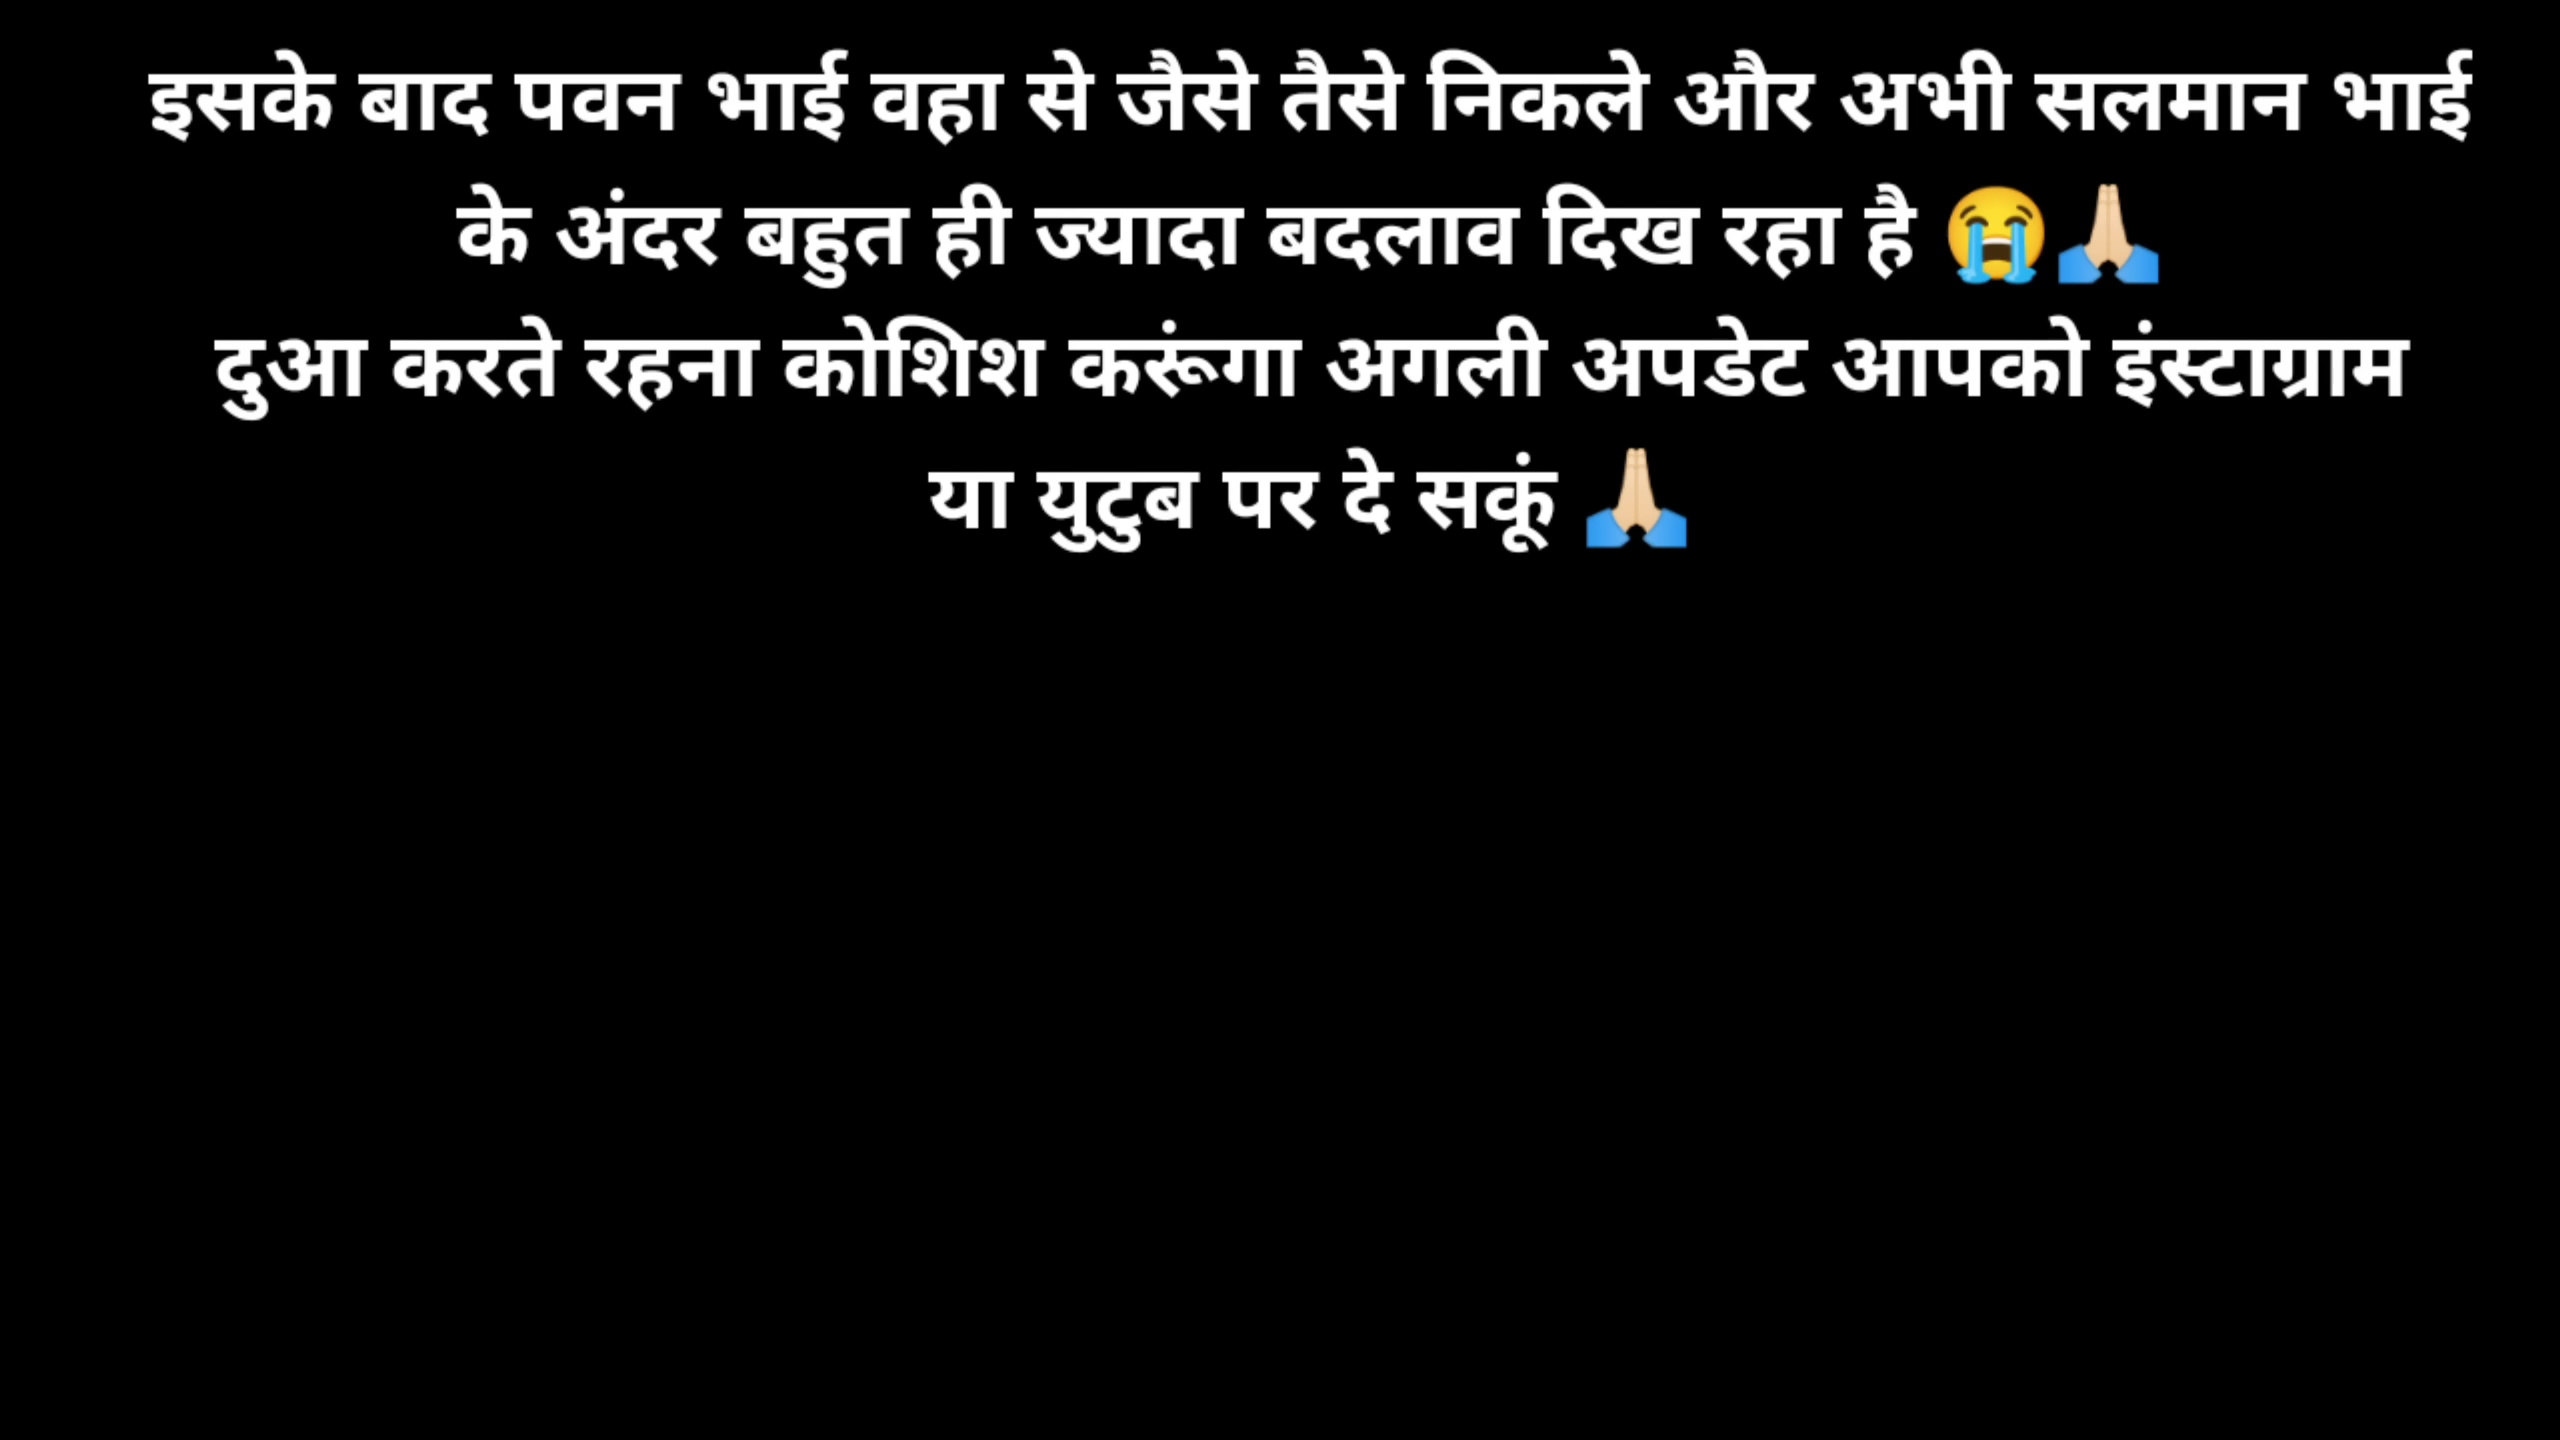 इसके बाद पवन भाई वहा से जैसे तैसे निकले और अभी सलमान भाई
के अंदर बहुत ही ज्यादा बदलाव दिख रहा है 😭🙏🏻
दुआ करते रहना कोशिश करूंगा अगली अपडेट आपको इंस्टाग्राम
या युटुब पर दे सकूं 🙏🏻